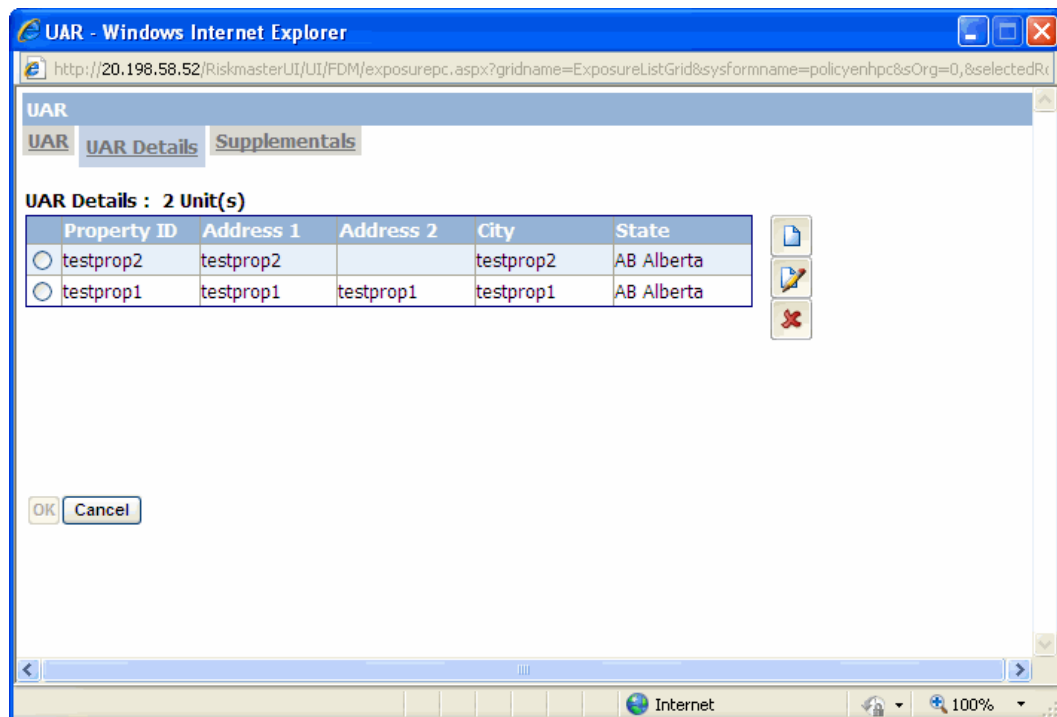 UAR - Windows Internet Explorer
http://20.198.58.52/RiskmasterUI/UI/FDM/exposurepc.aspx?gridname=ExposureListGrid&sysformname=policyenhpc&sOrg=0,&selectedRo
UAR
UAR UAR Details Supplementals
UAR Details : 2 Unit(s)
Property ID Address 1 Address 2 City State
testprop2 testprop2 testprop2 AB Alberta
testprop1 testprop1 testprop1 testprop1 AB Alberta
OK Cancel
Internet 100%